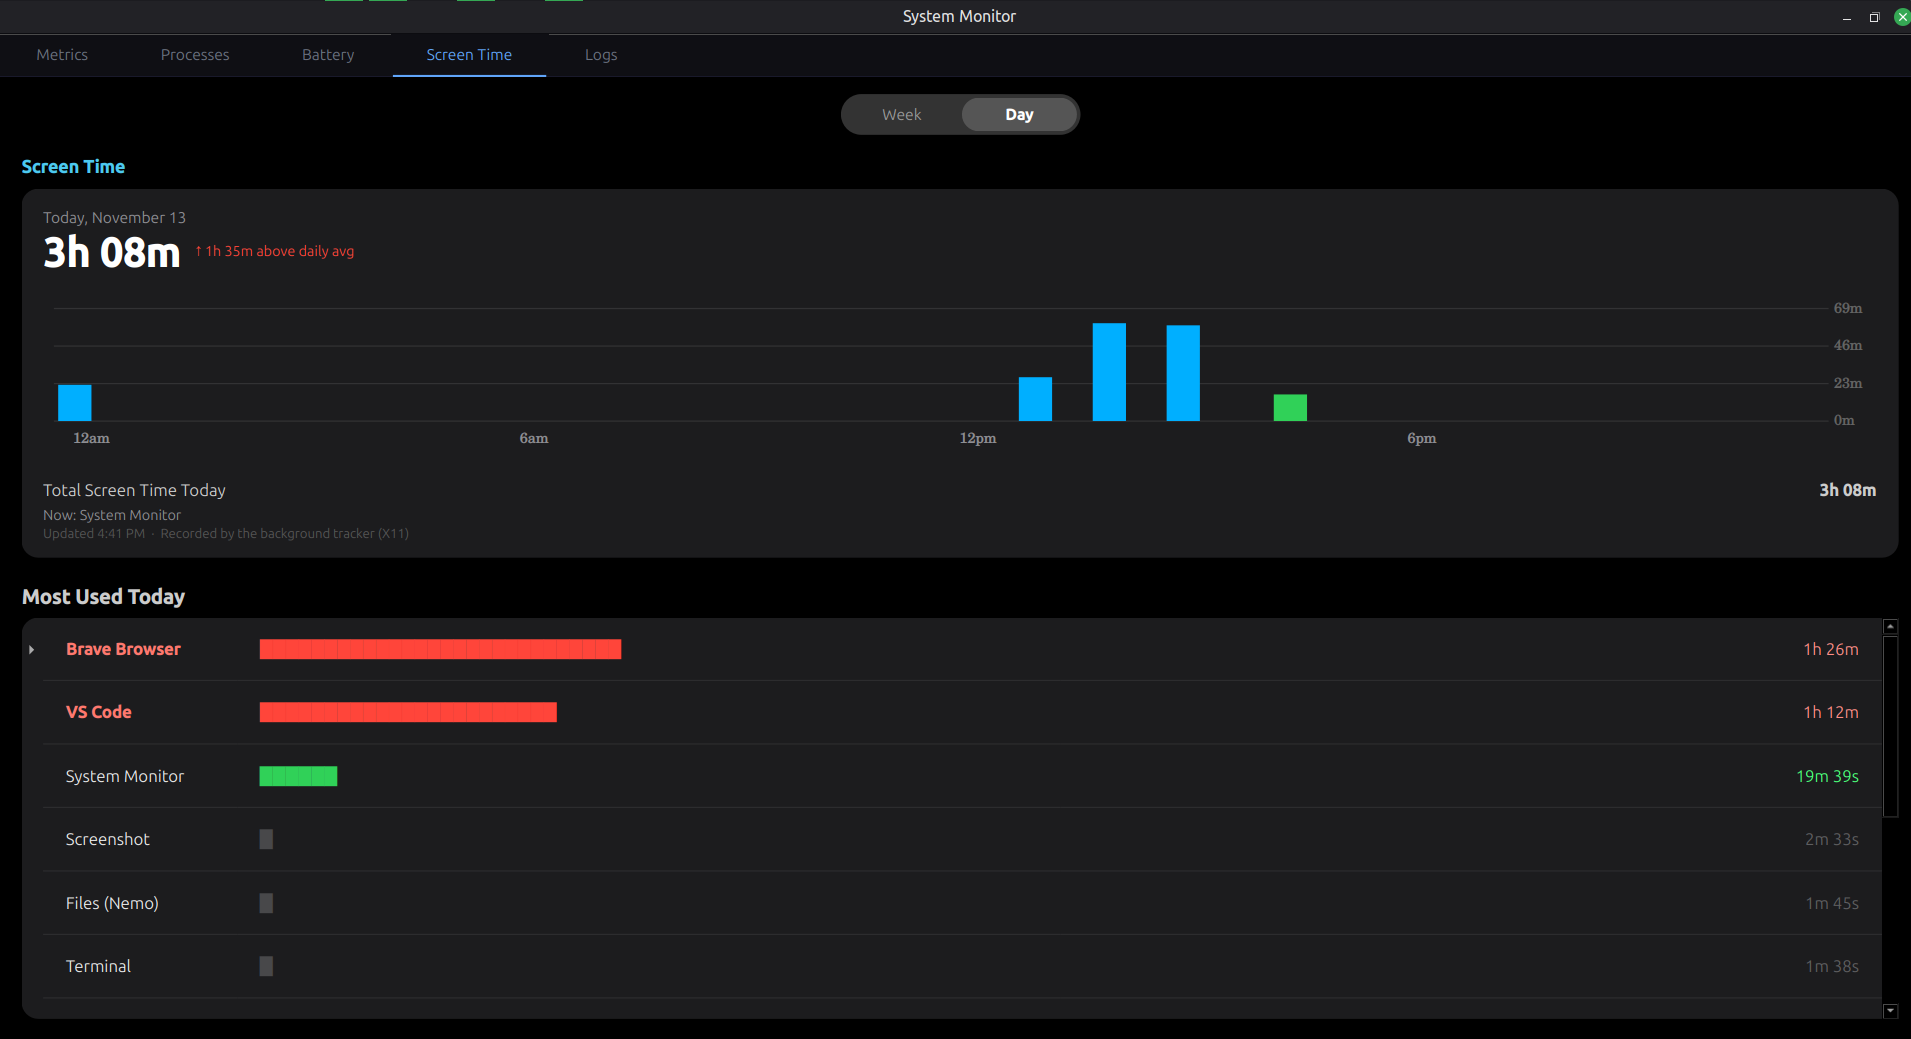 System Monitor
Metrics Processes Battery Screen Time Logs
Week Day
Screen Time
Today, November 13
3h 08m ↑ 1h 35m above daily avg
69m
46m
23m
0m
12am 6am 12pm 6pm
Total Screen Time Today 3h 08m
Now: System Monitor
Updated 4:41 PM · Recorded by the background tracker (X11)
Most Used Today
Brave Browser 1h 26m
VS Code 1h 12m
System Monitor 19m 39s
Screenshot 2m 33s
Files (Nemo) 1m 45s
Terminal 1m 38s